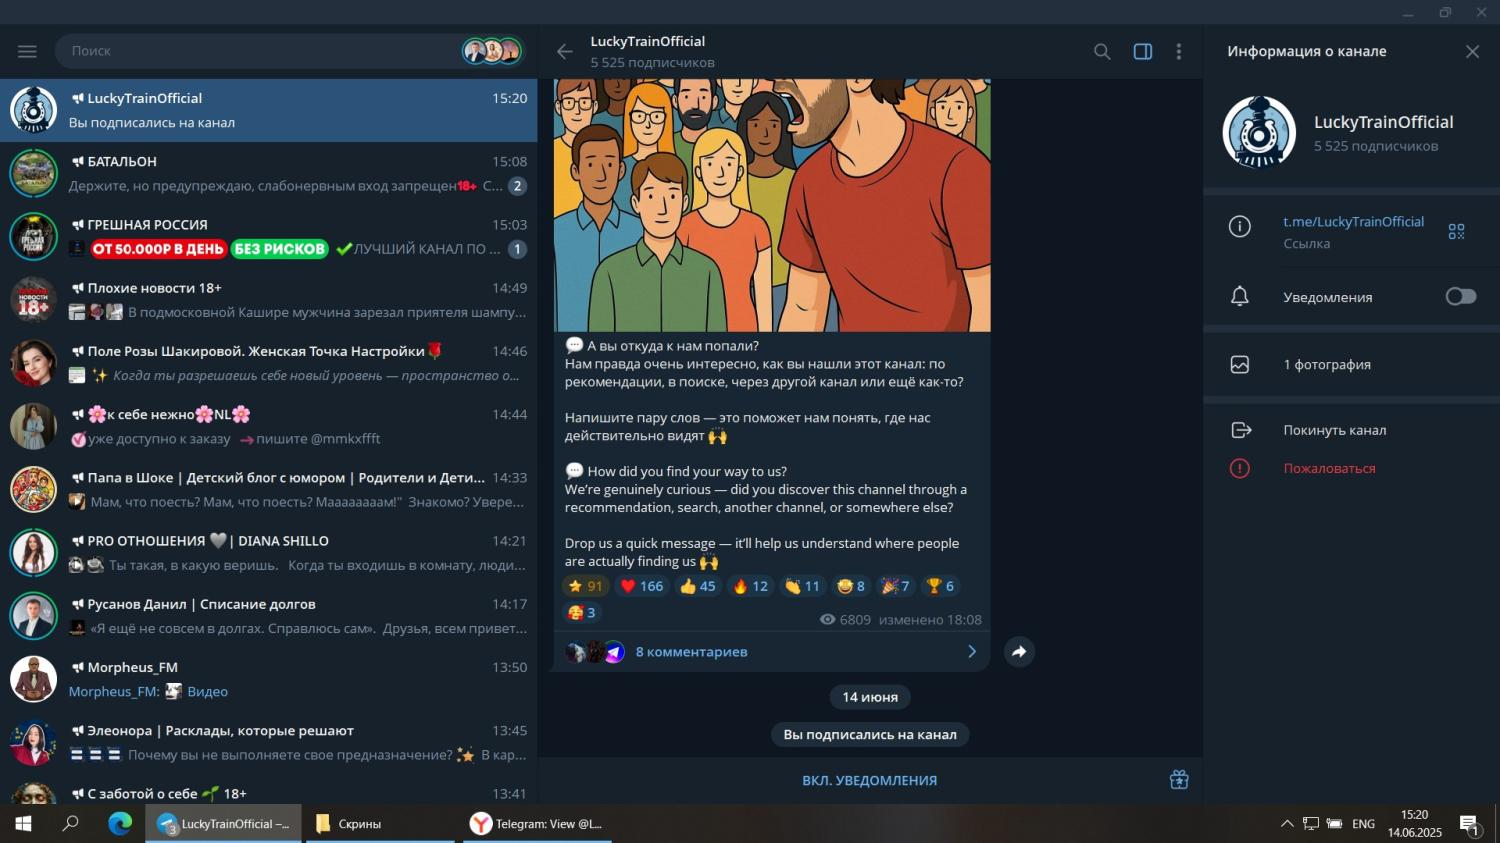 Поиск
LuckyTrainOfficial
15:20
Вы подписались на канал
БАТАЛЬОН
15:08
Держите, но предупреждаю, слабонервным вход запрещен18+ С...
2
ГРЕШНАЯ РОССИЯ
15:03
ОТ 50.000Р В ДЕНЬ БЕЗ РИСКОВ ЛУЧШИЙ КАНАЛ ПО ...
1
Плохие новости 18+
14:49
В подмосковной Кашире мужчина зарезал приятеля шампу...
Поле Розы Шакировой. Женская Точка Настройки🌹
14:46
✨ Когда ты разрешаешь себе новый уровень — пространство о...
🌸к себе нежно🌸NL🌸
14:44
уже доступно к заказу → пишите @mmkxffft
Папа в Шоке | Детский блог с юмором | Родители и Дети...
14:33
Мам, что поесть? Мам, что поесть? Маааааааам!" Знакомо? Увере...
PRO ОТНОШЕНИЯ 🩶| DIANA SHILLO
14:21
Ты такая, в какую веришь. Когда ты входишь в комнату, люди...
Русанов Данил | Списание долгов
14:17
«Я ещё не совсем в долгах. Справлюсь сам». Друзья, всем привет...
Morpheus_FM
13:50
Morpheus_FM: Видео
Элеонора | Расклады, которые решают
13:45
Почему вы не выполняете свое предназначение? В кар...
С заботой о себе 🌱 18+
13:41
LuckyTrainOfficial
5 525 подписчиков
💬 А вы откуда к нам попали?
Нам правда очень интересно, как вы нашли этот канал: по
рекомендации, в поиске, через другой канал или ещё как-то?
Напишите пару слов — это поможет нам понять, где нас
действительно видят 🙌
💬 How did you find your way to us?
We're genuinely curious — did you discover this channel through a
recommendation, search, another channel, or somewhere else?
Drop us a quick message — it'll help us understand where people
are actually finding us 🙌
⭐ 91 ❤ 166 👍 45 🔥 12 👏 11 🤩 8 🎉 7 🏆 6
🥰 3
6809 изменено 18:08
8 комментариев
14 июня
Вы подписались на канал
ВКЛ. УВЕДОМЛЕНИЯ
Информация о канале
LuckyTrainOfficial
5 525 подписчиков
t.me/LuckyTrainOfficial
Ссылка
Уведомления
1 фотография
Покинуть канал
Пожаловаться
3
LuckyTrainOfficial –...
Скрины
Telegram: View @L...
ENG
15:20
14.06.2025
1